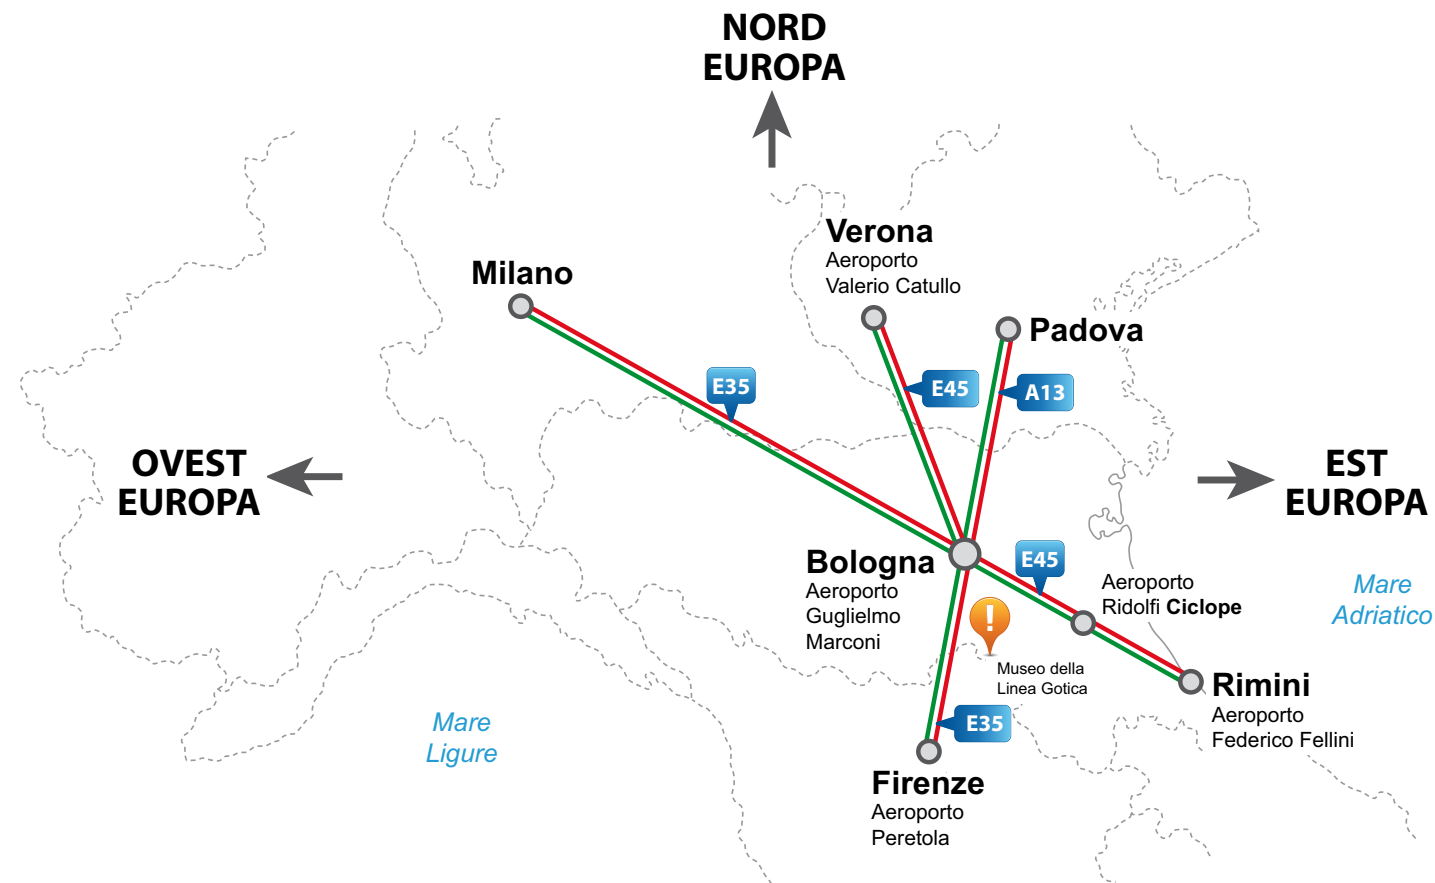 NORD
EUROPA
Verona
Aeroporto
Valerio Catullo
Milano
Padova
E35
E45
A13
OVEST
EUROPA
EST
EUROPA
Bologna
Aeroporto
Guglielmo
Marconi
E45
Aeroporto
Ridolfi Ciclope
Mare
Adriatico
!
Museo della
Linea Gotica
Rimini
Aeroporto
Federico Fellini
Mare
Ligure
E35
Firenze
Aeroporto
Peretola